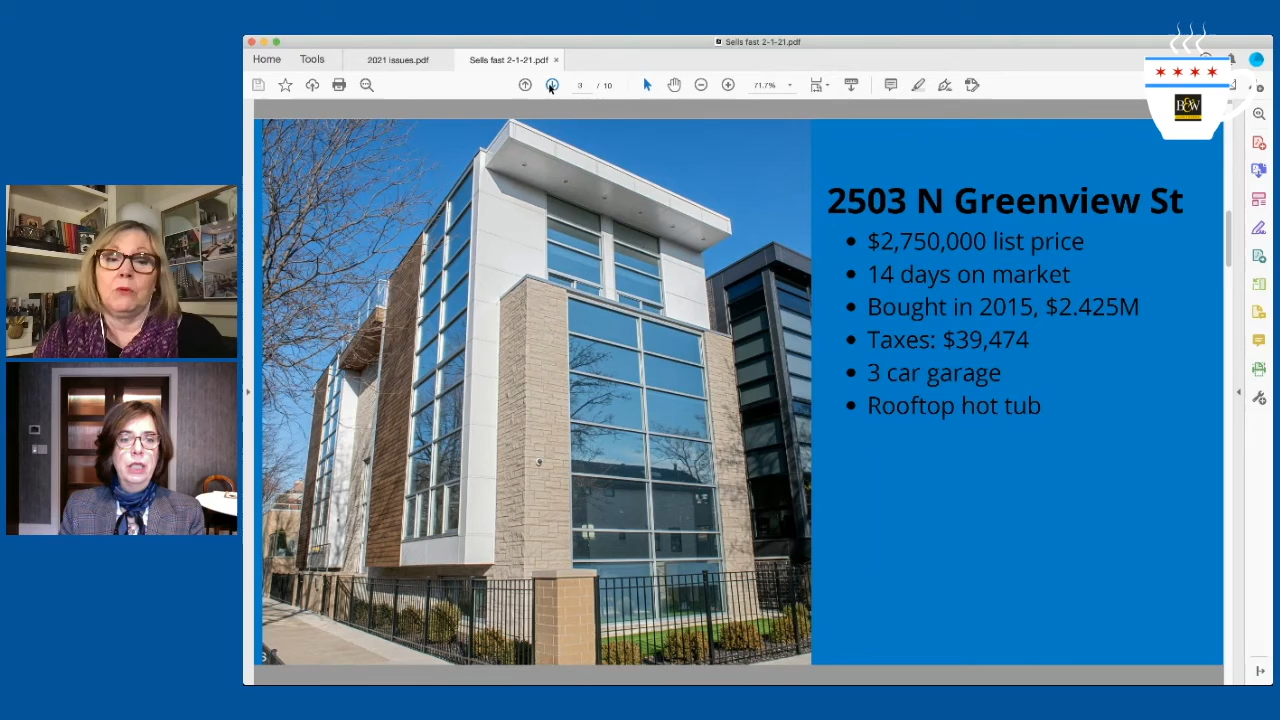 Sells fast 2-1-21.pdf
Home
Tools
2021 issues.pdf
Sells fast 2-1-21.pdf ×
3 / 10
71.7%
B&W
2503 N Greenview St
• $2,750,000 list price
• 14 days on market
• Bought in 2015, $2.425M
• Taxes: $39,474
• 3 car garage
• Rooftop hot tub